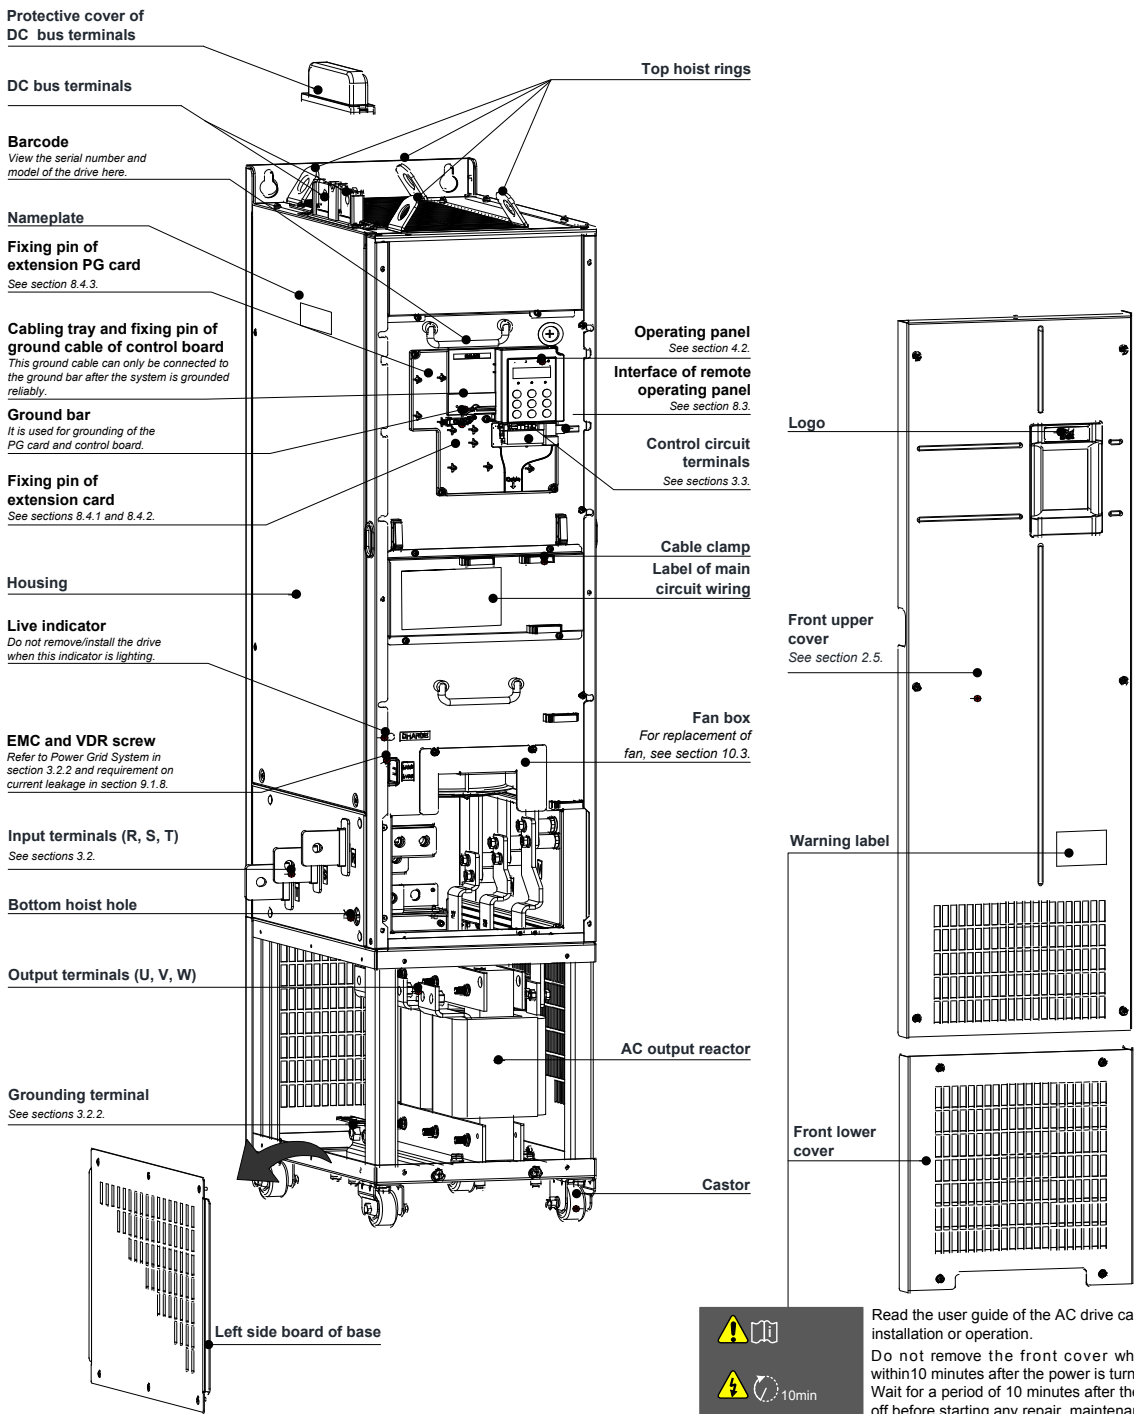 Protective cover of
DC bus terminals
DC bus terminals
Barcode
View the serial number and
model of the drive here.
Nameplate
Fixing pin of
extension PG card
See section 8.4.3.
Cabling tray and fixing pin of
ground cable of control board
This ground cable can only be connected to
the ground bar after the system is grounded
reliably.
Ground bar
It is used for grounding of the
PG card and control board.
Fixing pin of
extension card
See sections 8.4.1 and 8.4.2.
Housing
Live indicator
Do not remove/install the drive
when this indicator is lighting.
EMC and VDR screw
Refer to Power Grid System in
section 3.2.2 and requirement on
current leakage in section 9.1.8.
Input terminals (R, S, T)
See sections 3.2.
Bottom hoist hole
Output terminals (U, V, W)
Grounding terminal
See sections 3.2.2.
Left side board of base
Top hoist rings
Operating panel
See section 4.2.
Interface of remote
operating panel
See section 8.3.
Control circuit
terminals
See sections 3.3.
Cable clamp
Label of main
circuit wiring
CHARGE
Fan box
For replacement of
fan, see section 10.3.
AC output reactor
Castor
Logo
Front upper
cover
See section 2.5.
Warning label
Front lower
cover
10min
Read the user guide of the AC drive ca
installation or operation.
Do not remove the front cover wh
within10 minutes after the power is turn
Wait for a period of 10 minutes after the
off before starting any repair, maintenan